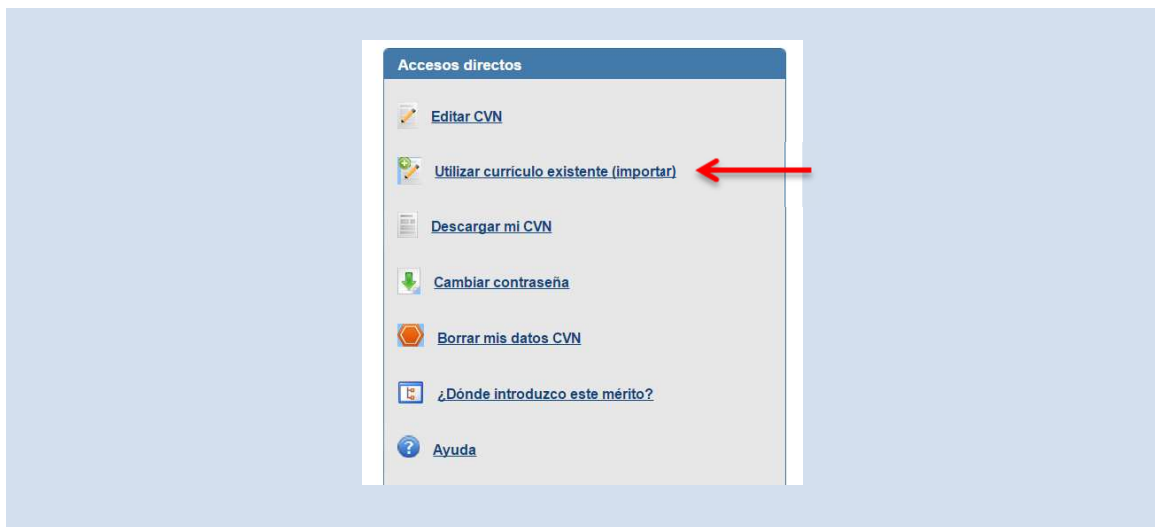 Accesos directos
Editar CVN
Utilizar currículo existente (importar)
Descargar mi CVN
Cambiar contraseña
Borrar mis datos CVN
¿Dónde introduzco este mérito?
Ayuda